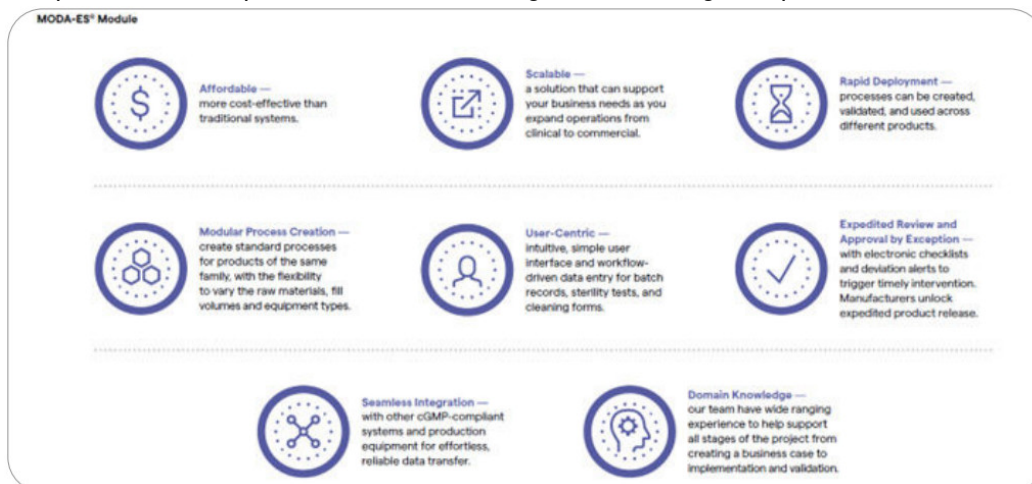 MODA-ES® Module
Affordable —
more cost-effective than
traditional systems.
Scalable —
a solution that can support
your business needs as you
expand operations from
clinical to commercial.
Rapid Deployment —
processes can be created,
validated, and used across
different products.
Modular Process Creation —
create standard processes
for products of the same
family, with the flexibility
to vary the raw materials, fill
volumes and equipment types.
User-Centric —
intuitive, simple user
interface and workflow-
driven data entry for batch
records, sterility tests, and
cleaning forms.
Expedited Review and
Approval by Exception —
with electronic checklists
and deviation alerts to
trigger timely intervention.
Manufacturers unlock
expedited product release.
Seamless Integration —
with other cGMP-compliant
systems and production
equipment for effortless,
reliable data transfer.
Domain Knowledge —
our team have wide ranging
experience to help support
all stages of the project from
creating a business case to
implementation and validation.